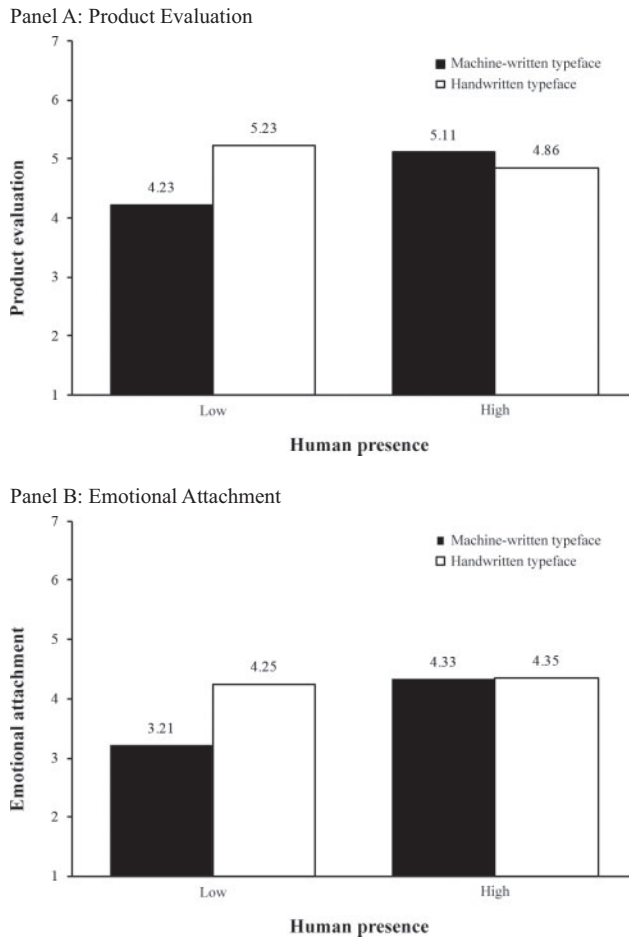 Panel A: Product Evaluation
7
Machine-written typeface
Handwritten typeface
6
5.23
5.11
4.86
5
4.23
4
3
2
1
Product evaluation
Low
High
Human presence
Panel B: Emotional Attachment
7
Machine-written typeface
Handwritten typeface
6
5
4.25
4.33
4.35
4
3.21
3
2
1
Emotional attachment
Low
High
Human presence